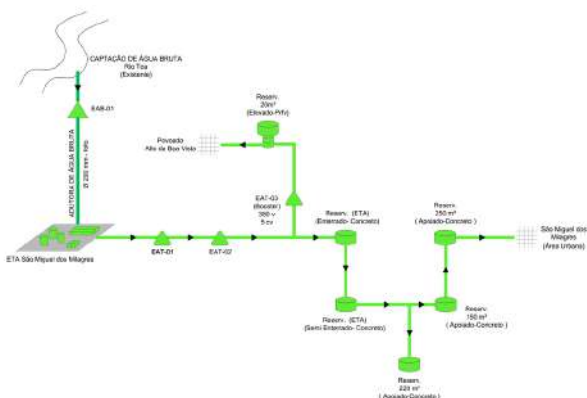 CAPTAÇÃO DE ÁGUA BRUTA
Rio Toa
(Existente)
EAB-01
ADUTORA DE ÁGUA BRUTA
Ø 200 mm -
ETA São Miguel dos Milagres
EAT-01
EAT-02
Povoado
Alto da Boa Vista
Reserv.
20m³
(Elevado-Prfv)
EAT-03
(Booster)
380 v
5 cv
Reserv. (ETA)
(Enterrado- Concreto)
Reserv. (ETA)
(Semi-Enterrado- Concreto)
Reserv.
250 m³
(Apoiado-Concreto )
São Miguel dos
Milagres
(Área Urbana)
Reserv.
150 m³
( Apoiado-Concreto )
Reserv.
225 m³
( Apoiado-Concreto )